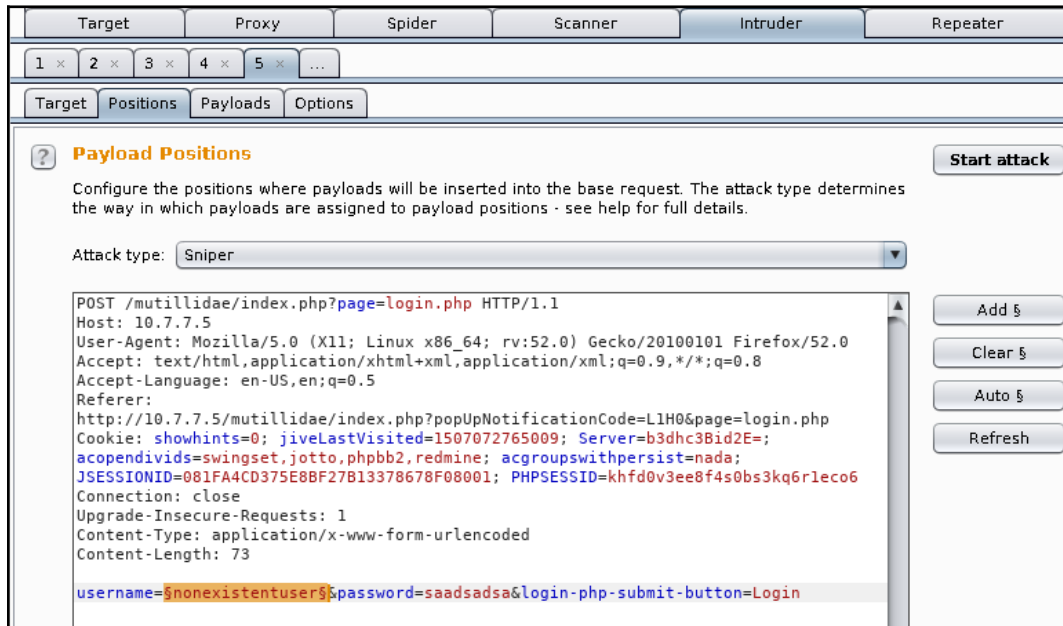 Target Proxy Spider Scanner Intruder Repeater
1 × 2 × 3 × 4 × 5 × ...
Target Positions Payloads Options
? Payload Positions
Start attack
Configure the positions where payloads will be inserted into the base request. The attack type determines
the way in which payloads are assigned to payload positions - see help for full details.
Attack type: Sniper
POST /mutillidae/index.php?page=login.php HTTP/1.1
Host: 10.7.7.5
User-Agent: Mozilla/5.0 (X11; Linux x86_64; rv:52.0) Gecko/20100101 Firefox/52.0
Accept: text/html,application/xhtml+xml,application/xml;q=0.9,*/*;q=0.8
Accept-Language: en-US,en;q=0.5
Referer:
http://10.7.7.5/mutillidae/index.php?popUpNotificationCode=L1H0&page=login.php
Cookie: showhints=0; jiveLastVisited=1507072765009; Server=b3dhc3Bid2E=;
acopendivids=swingset,jotto,phpbb2,redmine; acgroupswithpersist=nada;
JSESSIONID=081FA4CD375E8BF27B13378678F08001; PHPSESSID=khfd0v3ee8f4s0bs3kq6r1eco6
Connection: close
Upgrade-Insecure-Requests: 1
Content-Type: application/x-www-form-urlencoded
Content-Length: 73
username=§nonexistentuser§&password=saadsadsa&login-php-submit-button=Login
Add §
Clear §
Auto §
Refresh